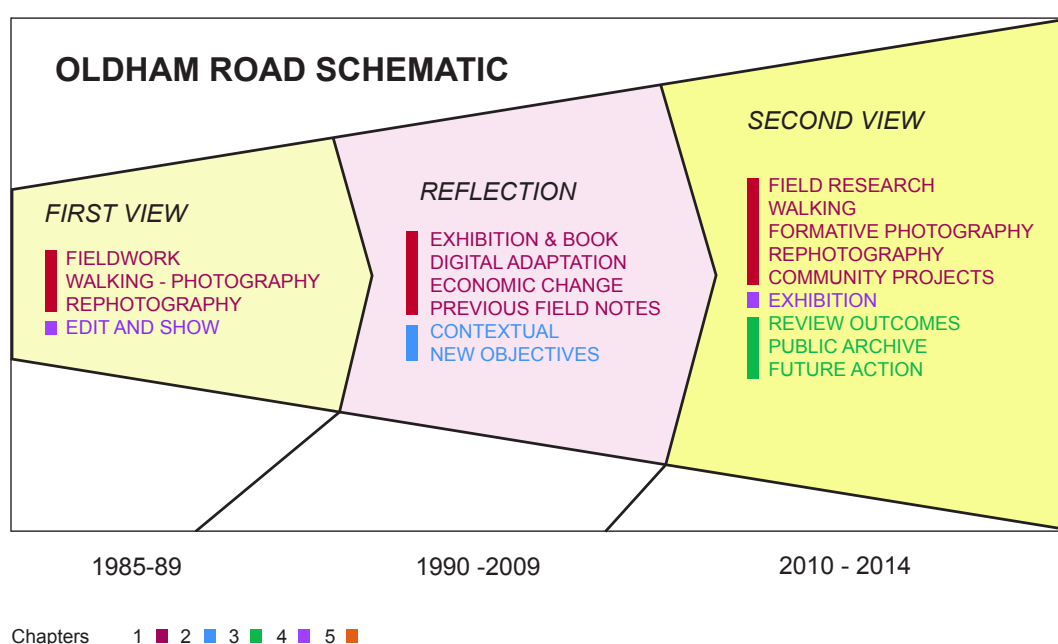 OLDHAM ROAD SCHEMATIC
FIRST VIEW
FIELDWORK
WALKING - PHOTOGRAPHY
REPHOTOGRAPHY
EDIT AND SHOW
REFLECTION
EXHIBITION & BOOK
DIGITAL ADAPTATION
ECONOMIC CHANGE
PREVIOUS FIELD NOTES
CONTEXTUAL
NEW OBJECTIVES
SECOND VIEW
FIELD RESEARCH
WALKING
FORMATIVE PHOTOGRAPHY
REPHOTOGRAPHY
COMMUNITY PROJECTS
EXHIBITION
REVIEW OUTCOMES
PUBLIC ARCHIVE
FUTURE ACTION
1985-89 1990 -2009 2010 - 2014
Chapters 1 2 3 4 5